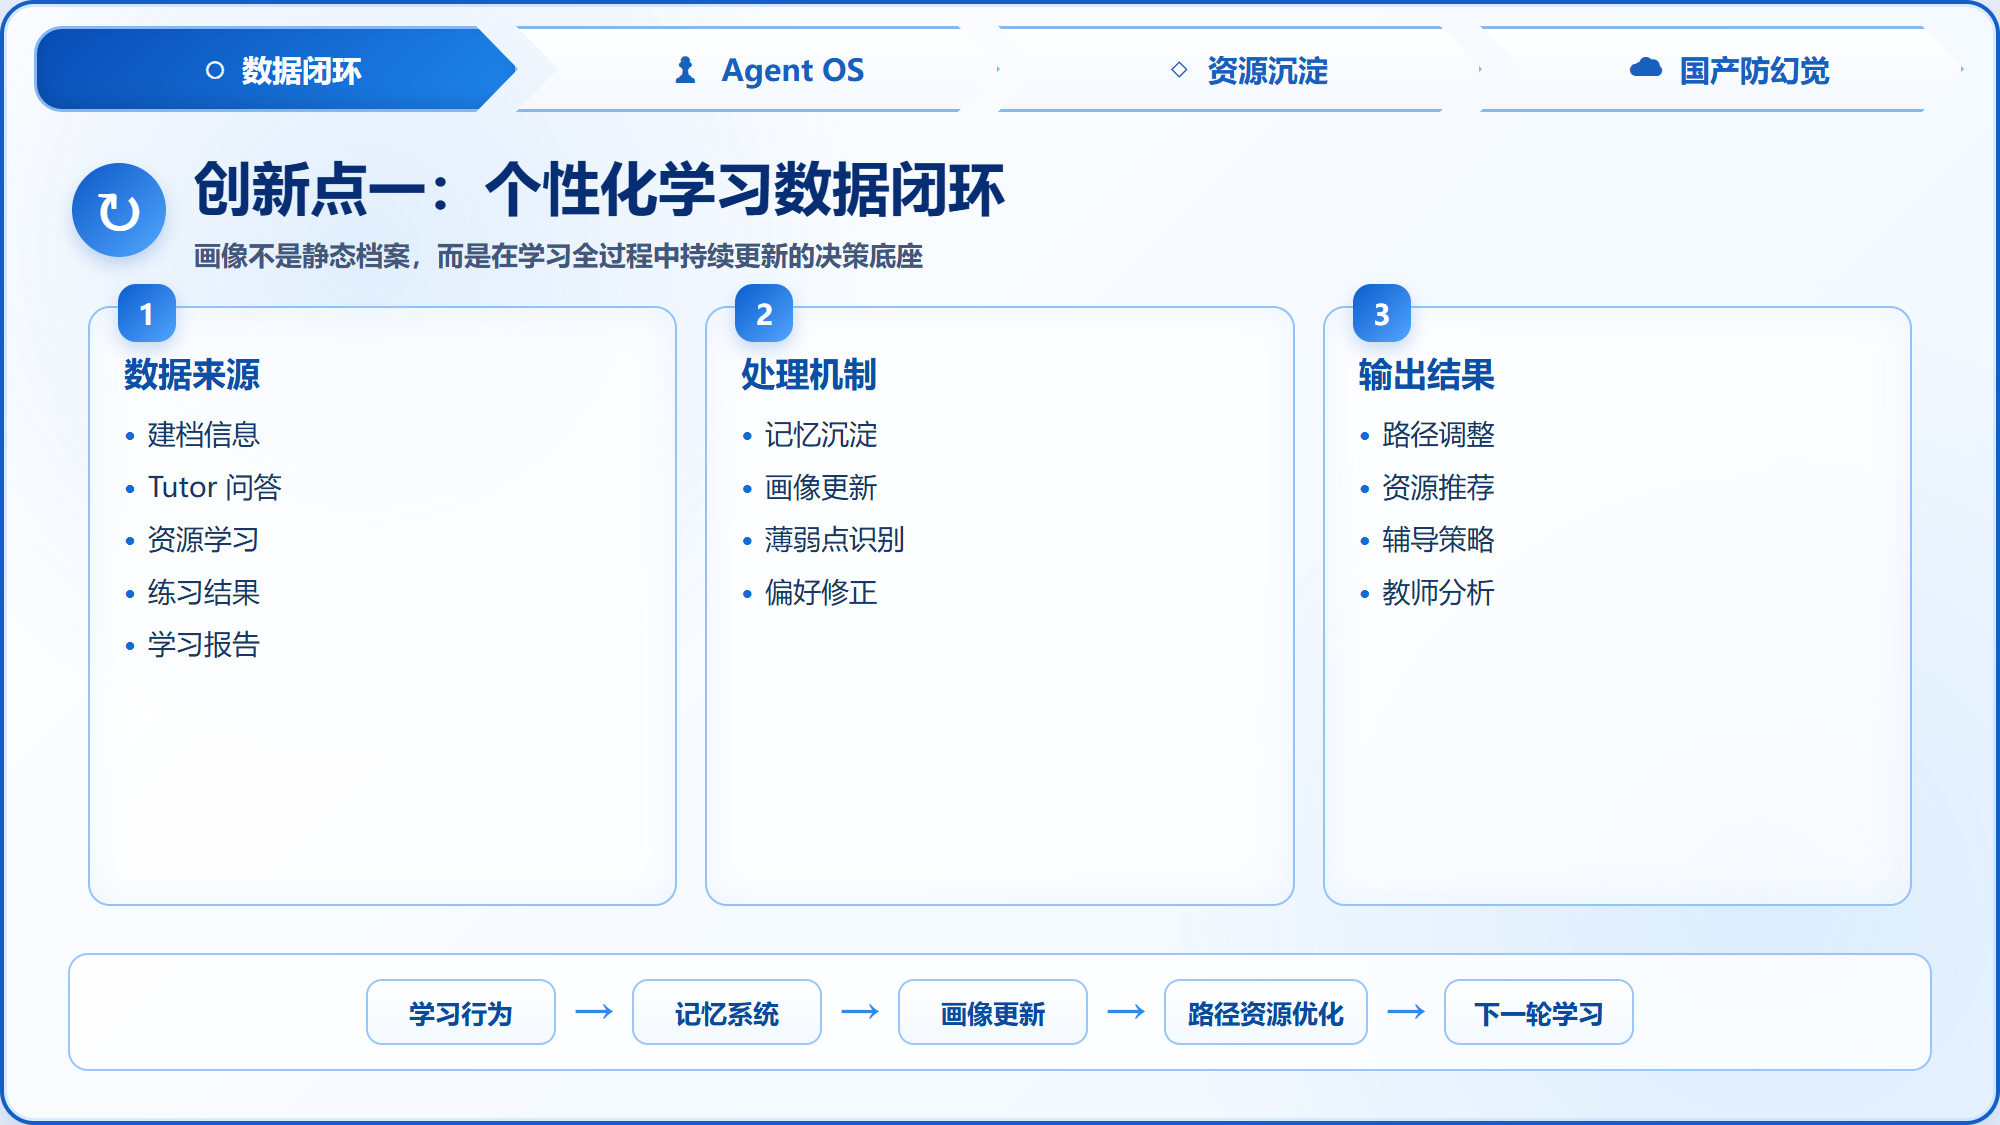 数据闭环
Agent OS
资源沉淀
国产防幻觉
创新点一：个性化学习数据闭环
画像不是静态档案，而是在学习全过程中持续更新的决策底座
1
数据来源
• 建档信息
• Tutor 问答
• 资源学习
• 练习结果
• 学习报告
2
处理机制
• 记忆沉淀
• 画像更新
• 薄弱点识别
• 偏好修正
3
输出结果
• 路径调整
• 资源推荐
• 辅导策略
• 教师分析
学习行为 → 记忆系统 → 画像更新 → 路径资源优化 → 下一轮学习